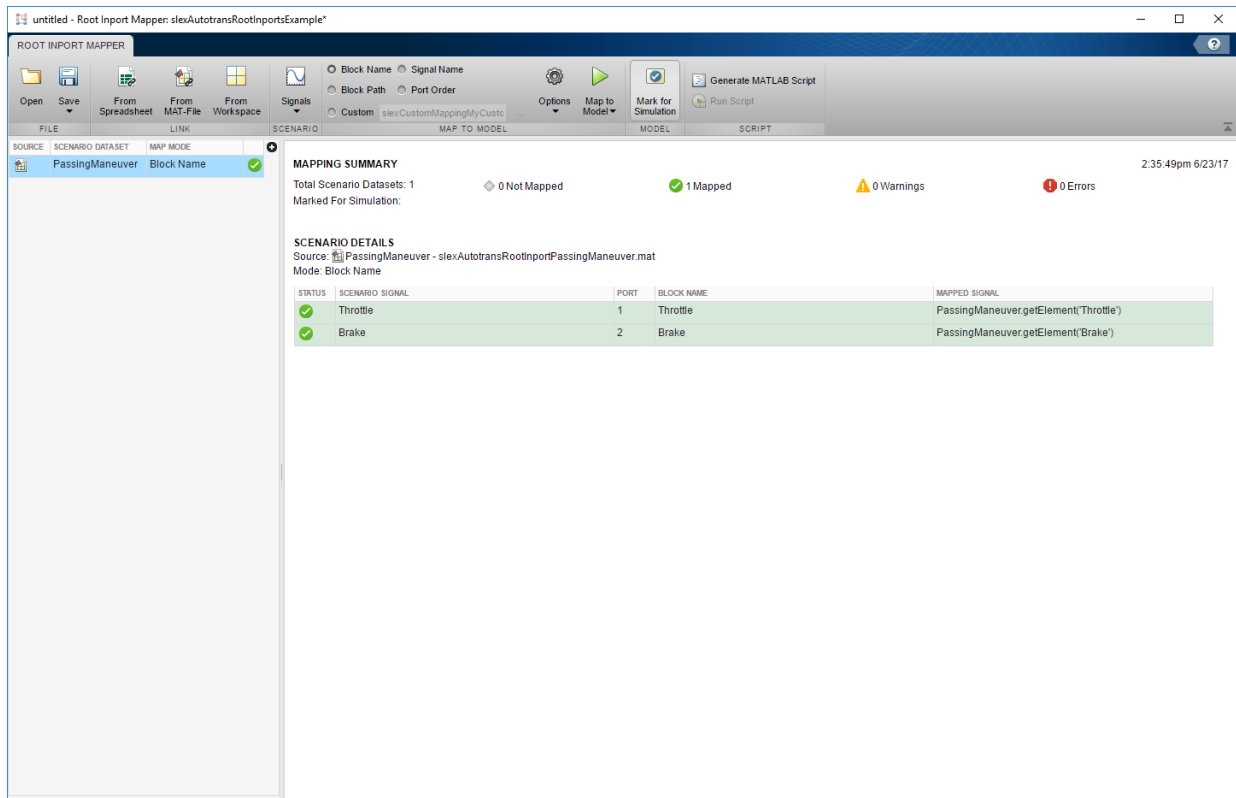 untitled - Root Inport Mapper: slexAutotransRootInportsExample*
ROOT INPORT MAPPER
?
Open
Save
From Spreadsheet
From MAT-File
From Workspace
Signals
Block Name
Signal Name
Block Path
Port Order
Custom
slexCustomMappingMyCusto
...
Options
Map to Model
Mark for Simulation
Generate MATLAB Script
Run Script
FILE
LINK
SCENARIO
MAP TO MODEL
MODEL
SCRIPT
SOURCE SCENARIO DATASET MAP MODE
PassingManeuver Block Name
MAPPING SUMMARY
2:35:49pm 6/23/17
Total Scenario Datasets: 1
0 Not Mapped
1 Mapped
0 Warnings
0 Errors
Marked For Simulation:
SCENARIO DETAILS
Source: PassingManeuver - slexAutotransRootInportPassingManeuver.mat
Mode: Block Name
STATUS SCENARIO SIGNAL PORT BLOCK NAME MAPPED SIGNAL
Throttle 1 Throttle PassingManeuver.getElement('Throttle')
Brake 2 Brake PassingManeuver.getElement('Brake')